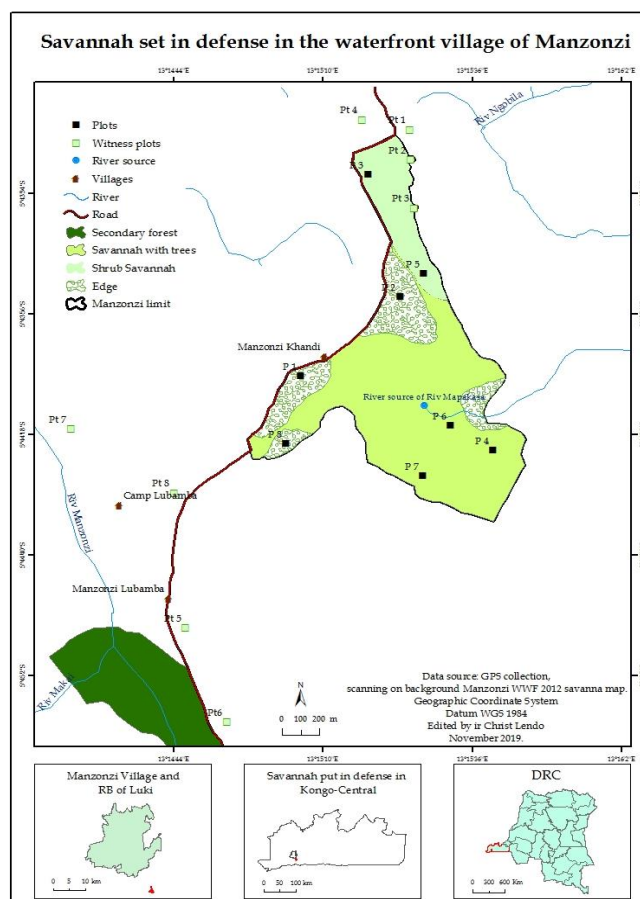 Savannah set in defense in the waterfront village of Manzonzi
13°1'44"E 13°15'10"E 13°15'36"E 13°16'2"E
Plots
Witness plots
River source
Villages
River
Road
Secondary forest
Savannah with trees
Shrub Savannah
Edge
Manzonzi limit
Riv Ngobila
Pt 4
Pt 1
Pt 2
P 3
Pt 3
P 5
P 2
Manzonzi Khandi
P 1
River source of Riv Mapakasa
P 6
P 8
P 4
P 7
Pt 7
Pt 8
Camp Lubamba
Riv Manzonzi
Manzonzi Lubamba
Pt 5
Pt6
N
0 100 200 m
Data source: GPS collection,
scanning on background Manzonzi WWF 2012 savanna map.
Geographic Coordinate System
Datum WGS 1984
Edited by ir Christ Lendo
November 2019.
13°1'44"E 13°15'10"E 13°15'36"E 13°16'2"E
Manzonzi Village and
RB of Luki
0 5 10 km
Savannah put in defense in
Kongo-Central
0 50 100 km
DRC
0 300 600 Km